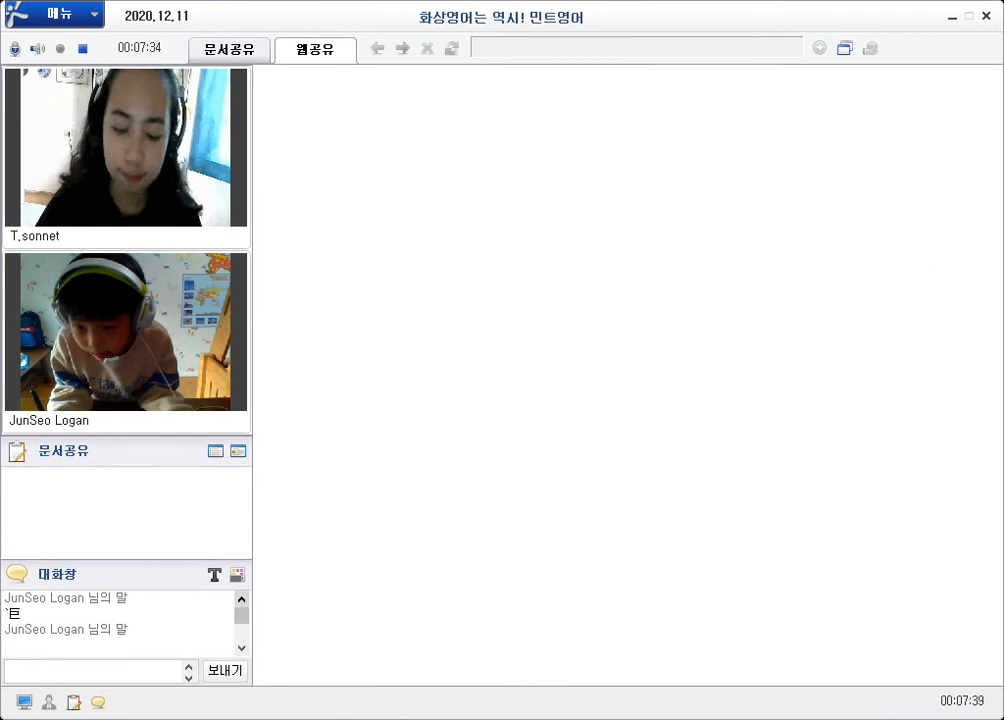 메뉴
2020.12.11
화상영어는 역시! 민트영어
00:07:34
문서공유
웹공유
T.sonnet
JunSeo Logan
문서공유
대화창
JunSeo Logan 님의 말
`巨
JunSeo Logan 님의 말
보내기
00:07:39